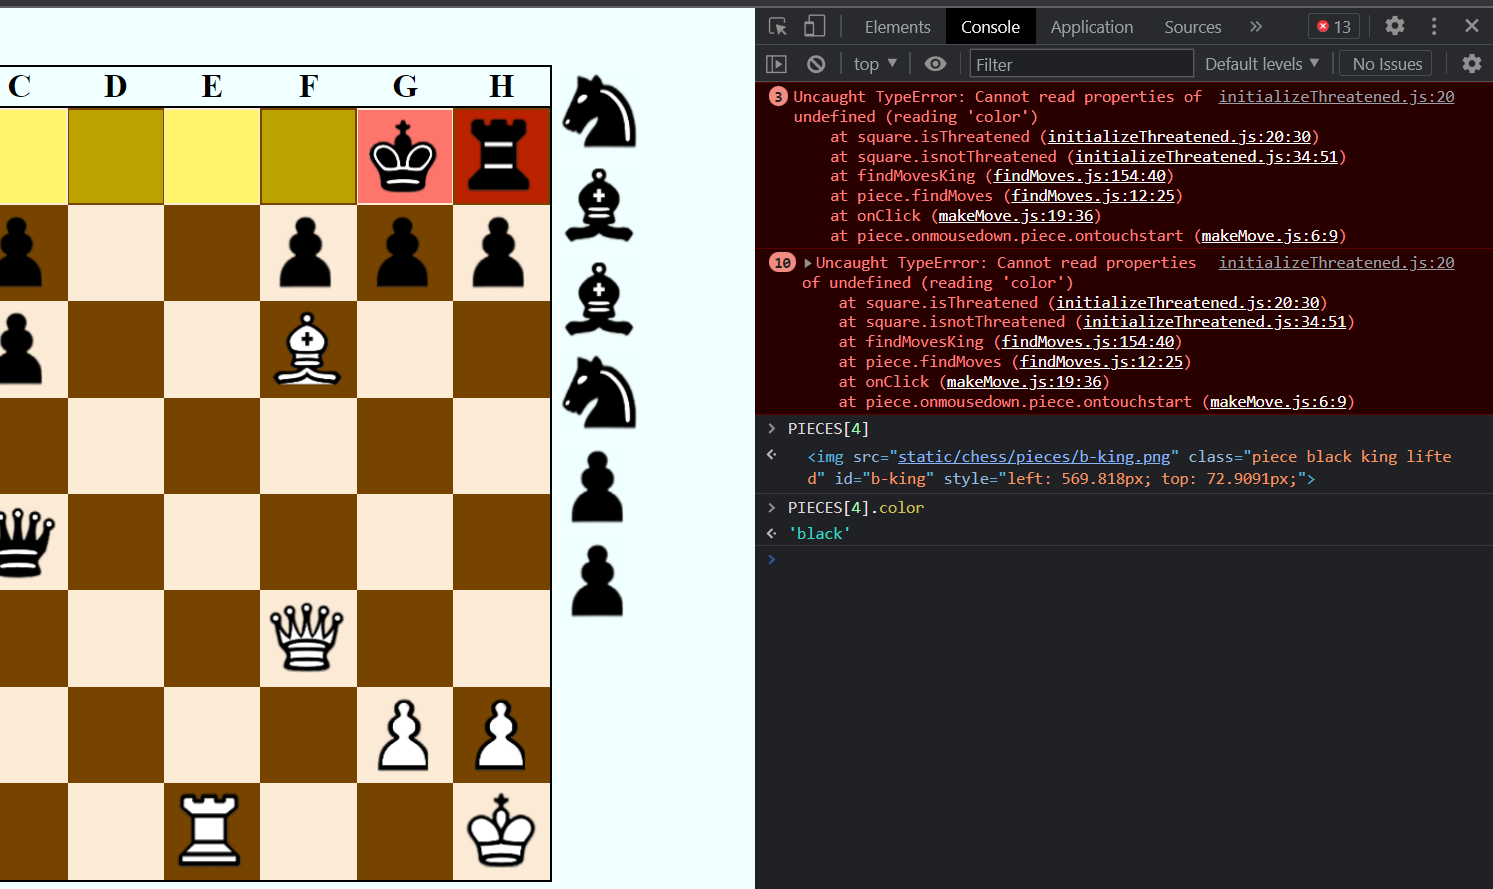 C D E F G H
Elements Console Application Sources » 13
top ▼ Filter Default levels ▼ No Issues
3 Uncaught TypeError: Cannot read properties of initializeThreatened.js:20
undefined (reading 'color')
at square.isThreatened (initializeThreatened.js:20:30)
at square.isnotThreatened (initializeThreatened.js:34:51)
at findMovesKing (findMoves.js:154:40)
at piece.findMoves (findMoves.js:12:25)
at onClick (makeMove.js:19:36)
at piece.onmousedown.piece.ontouchstart (makeMove.js:6:9)
10 ▶Uncaught TypeError: Cannot read properties initializeThreatened.js:20
of undefined (reading 'color')
at square.isThreatened (initializeThreatened.js:20:30)
at square.isnotThreatened (initializeThreatened.js:34:51)
at findMovesKing (findMoves.js:154:40)
at piece.findMoves (findMoves.js:12:25)
at onClick (makeMove.js:19:36)
at piece.onmousedown.piece.ontouchstart (makeMove.js:6:9)
PIECES[4]
<img src="static/chess/pieces/b-king.png" class="piece black king lifte
d" id="b-king" style="left: 569.818px; top: 72.9091px;">
PIECES[4].color
'black'